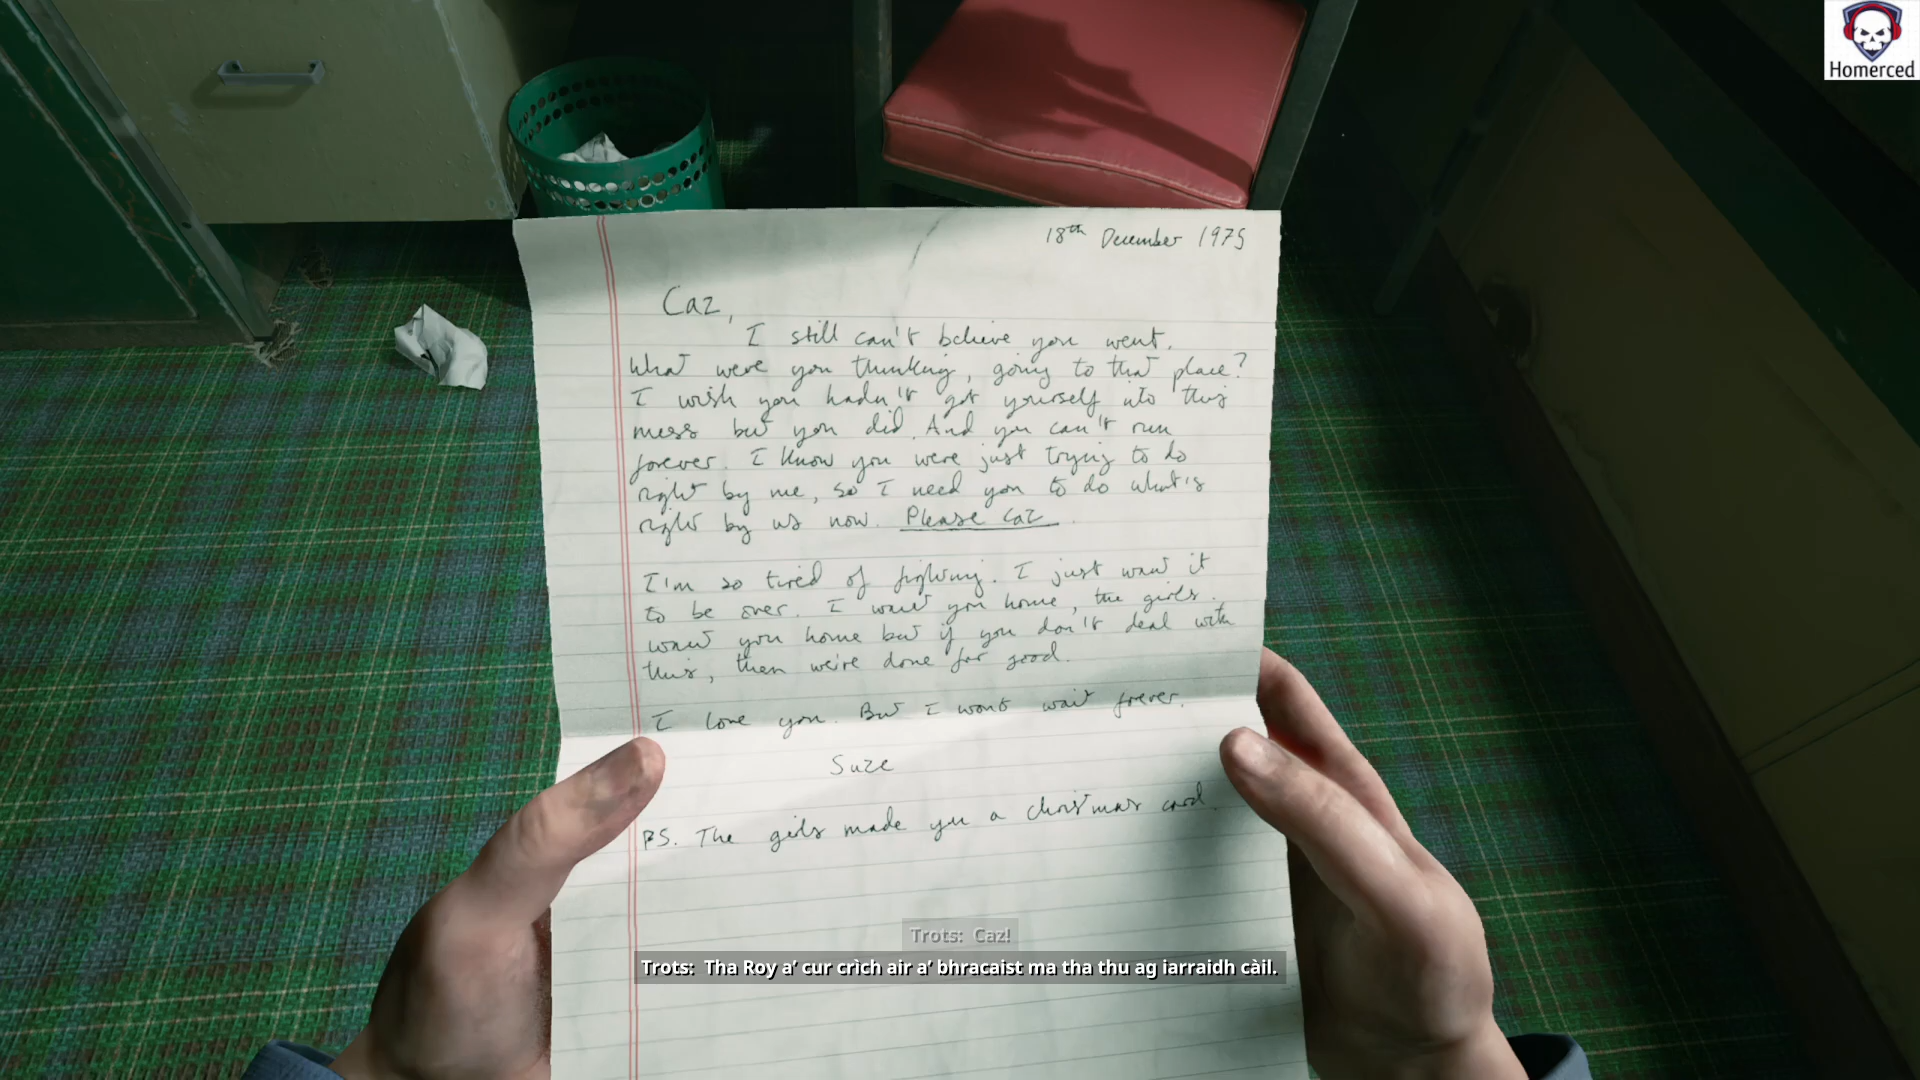 Homerced
18th December 1975
Caz,
I still can't believe you went.
What were you thinking, going to that place?
I wish you hadn't got yourself into this
mess but you did. And you can't run
forever. I know you were just trying to do
right by me, so I need you to do what's
right by us now. Please Caz.
I'm so tired of fighting. I just want it
to be over. I want you home, the girls
want you home but if you don't deal with
this, then we're done for good.
I love you. But I wont wait forever.
Suze
PS. The girls made you a christmas card.
Trots: Caz!
Trots: Tha Roy a’ cur crìch air a’ bhracaist ma tha thu ag iarraidh càil.